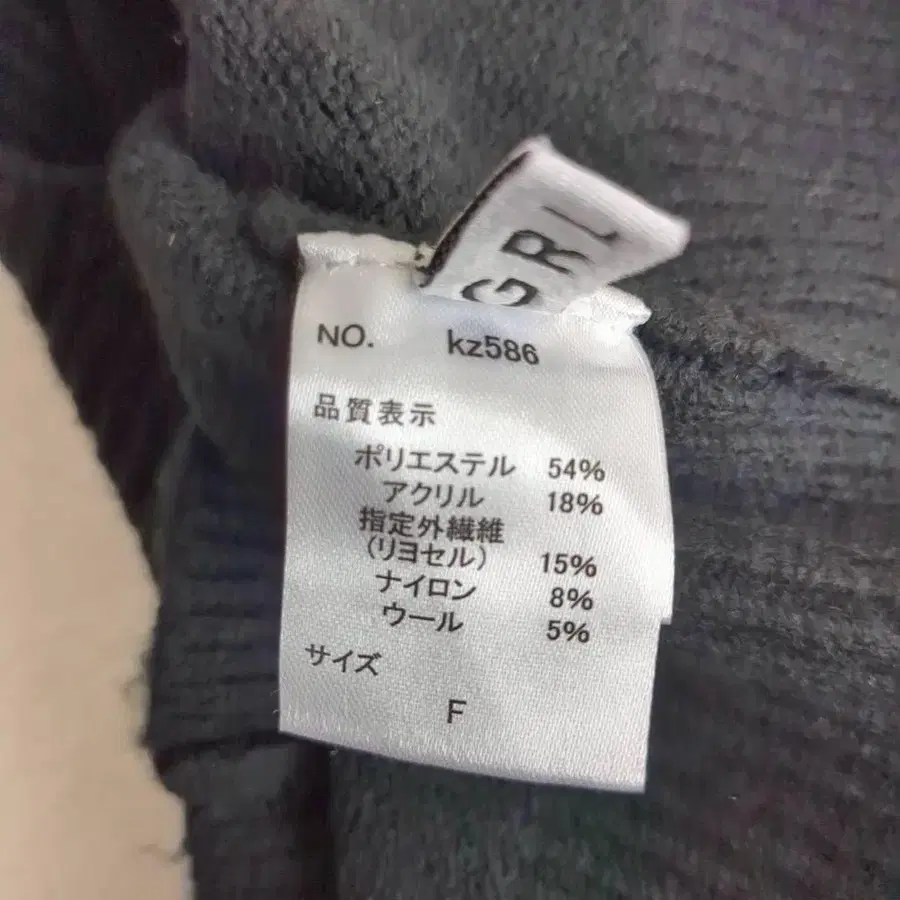 GRL
NO. kz586
品質表示
ポリエステル 54%
アクリル 18%
指定外繊維
(リヨセル) 15%
ナイロン 8%
ウール 5%
サイズ
F